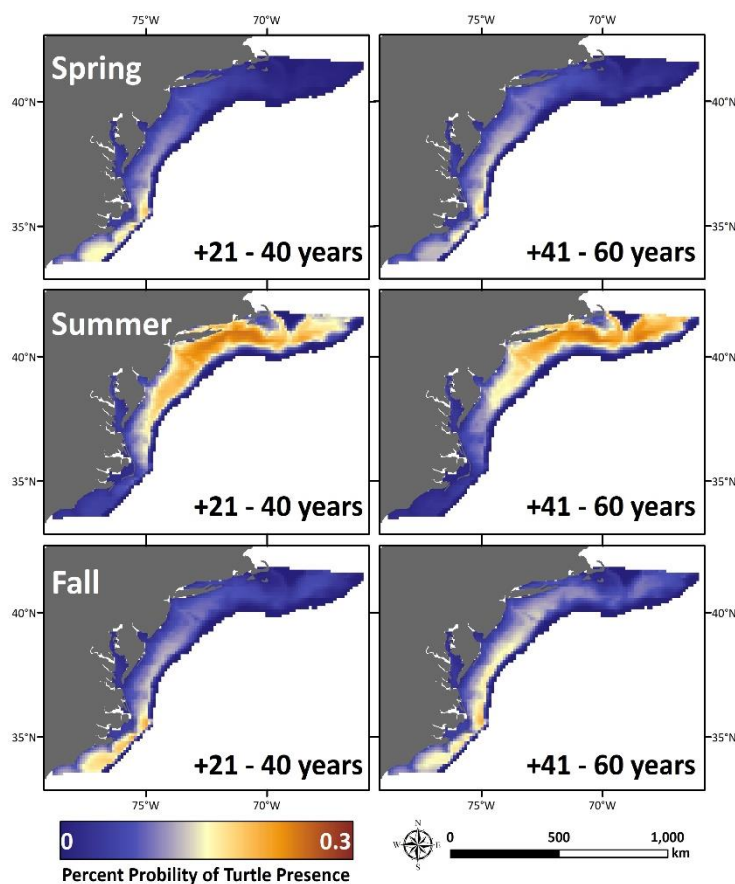 75°W 70°W
75°W 70°W
Spring
40°N
40°N
35°N
35°N
+21 - 40 years
+41 - 60 years
Summer
40°N
40°N
35°N
35°N
+21 - 40 years
+41 - 60 years
Fall
40°N
40°N
35°N
35°N
+21 - 40 years
+41 - 60 years
75°W 70°W
75°W 70°W
0 0.3
Percent Probility of Turtle Presence
N
W E
S
0 500 1,000
km